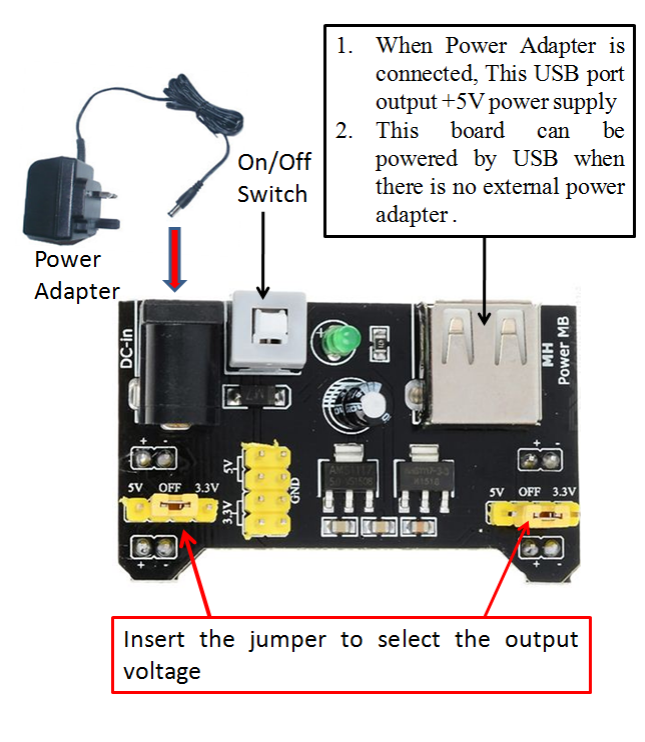 1. When Power Adapter is
connected, This USB port
output +5V power supply
2. This board can be
powered by USB when
there is no external power
adapter .
On/Off
Switch
Power
Adapter
DC-in
MH
Power MB
+ -
+ -
5V
GND
3.3V
5V OFF 3.3V
5V OFF 3.3V
+ -
+ -
Insert the jumper to select the output
voltage